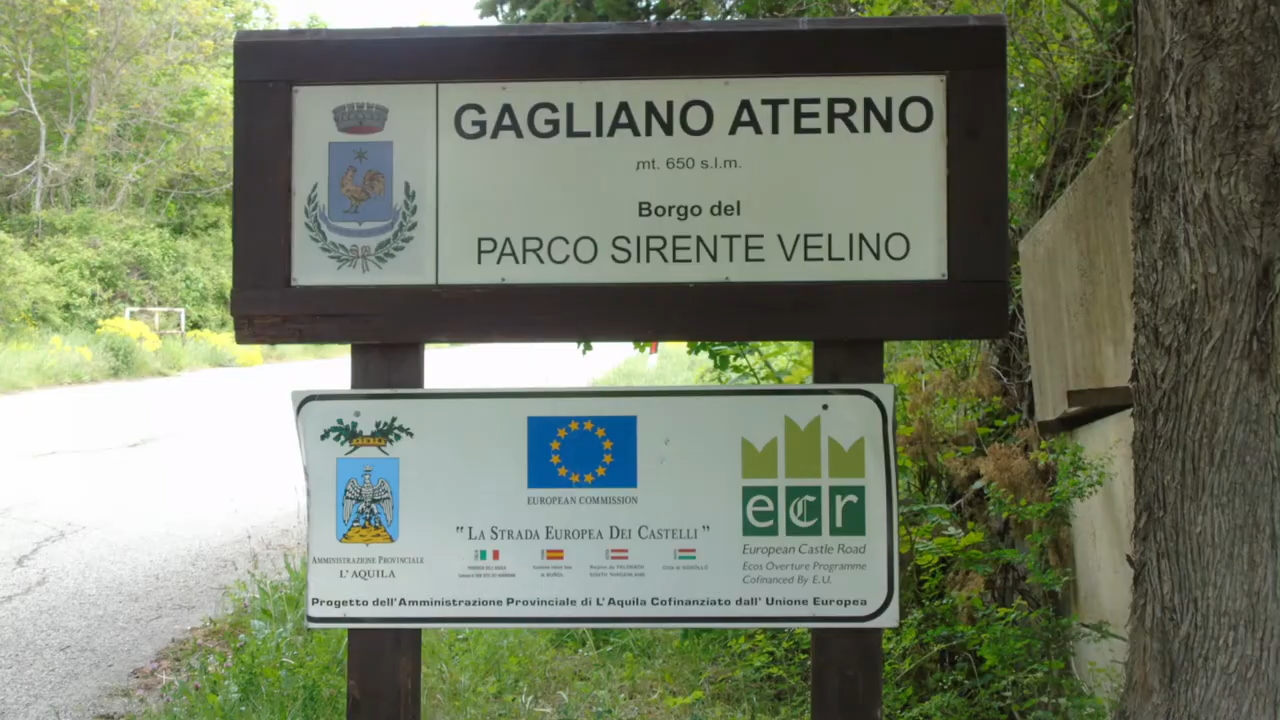 GAGLIANO ATERNO
mt. 650 s.l.m.
Borgo del
PARCO SIRENTE VELINO
EUROPEAN COMMISSION
"LA STRADA EUROPEA DEI CASTELLI"
AMMINISTRAZIONE PROVINCIALE
L'AQUILA
ecr
European Castle Road
Ecos Overture Programme
Cofinanced By E.U.
Progetto dell'Amministrazione Provinciale di L'Aquila Cofinanziato dall' Unione Europea